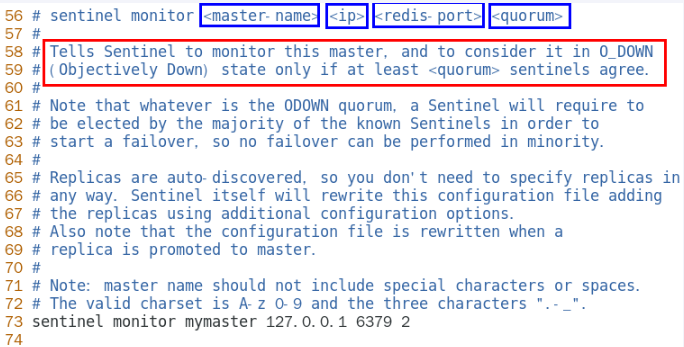 56 # sentinel monitor <master-name> <ip> <redis-port> <quorum>
57 #
58 # Tells Sentinel to monitor this master, and to consider it in O_DOWN
59 # (Objectively Down) state only if at least <quorum> sentinels agree.
60 #
61 # Note that whatever is the ODOWN quorum, a Sentinel will require to
62 # be elected by the majority of the known Sentinels in order to
63 # start a failover, so no failover can be performed in minority.
64 #
65 # Replicas are auto-discovered, so you don't need to specify replicas in
66 # any way. Sentinel itself will rewrite this configuration file adding
67 # the replicas using additional configuration options.
68 # Also note that the configuration file is rewritten when a
69 # replica is promoted to master.
70 #
71 # Note: master name should not include special characters or spaces.
72 # The valid charset is A-z 0-9 and the three characters ".-_".
73 sentinel monitor mymaster 127.0.0.1 6379 2
74